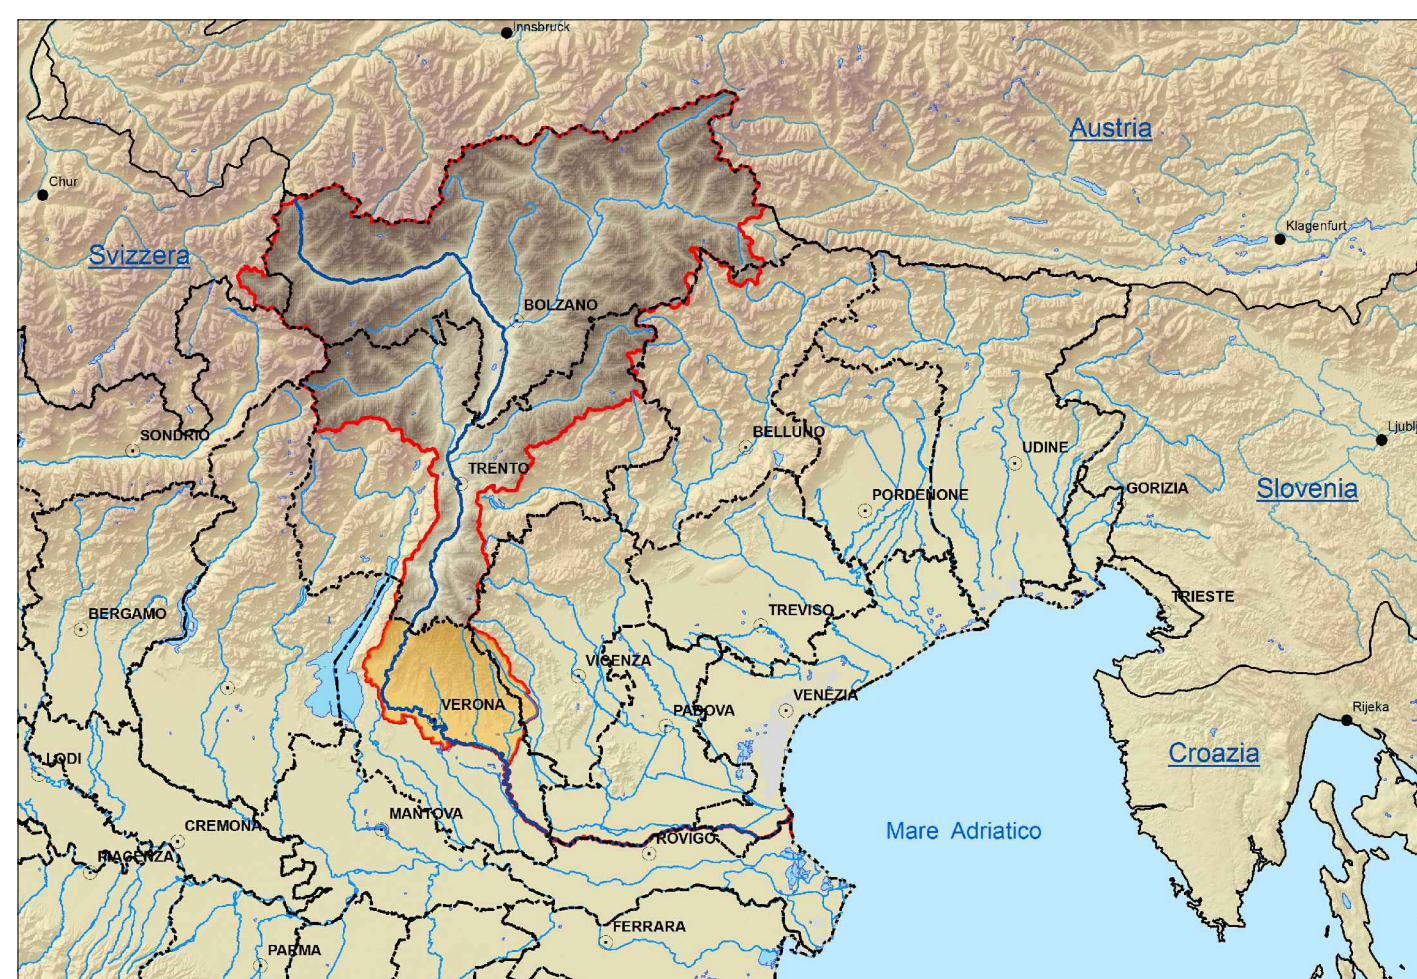 Innsbruck
Austria
Chur
Klagenfurt
Svizzera
BOLZANO
SONDRIO
BELLUNO
Ljublj
UDINE
TRENTO
PORDENONE
GORIZIA
Slovenia
TRIESTE
BERGAMO
TREVISO
VICENZA
VENEZIA
VERONA
PADOVA
Rijeka
Croazia
LODI
MANTOVA
CREMONA
Mare Adriatico
ROVIGO
PIACENZA
FERRARA
PARMA